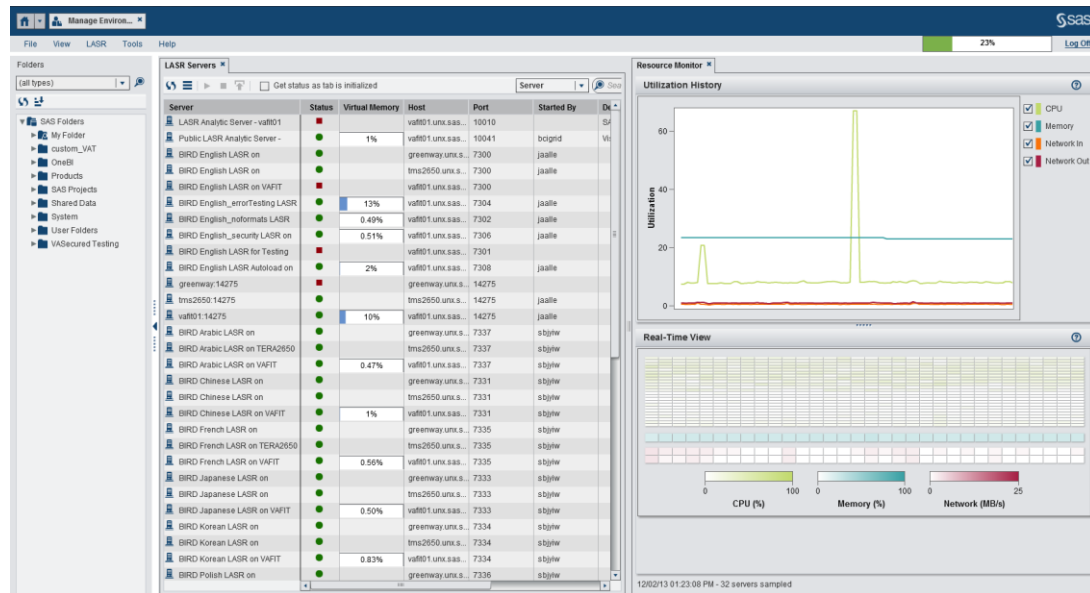 Manage Environ...
sas
File View LASR Tools Help
23%
Log Off
Folders
(all types)
SAS Folders
My Folder
custom_VAT
OneBI
Products
SAS Projects
Shared Data
System
User Folders
VASecured Testing
LASR Servers
Get status as tab is initialized
Server
Server Status Virtual Memory Host Port Started By
LASR Analytic Server - vafit01 vafit01.unx.sas... 10010
Public LASR Analytic Server - 1% vafit01.unx.sas... 10041 bcigrid
BIRD English LASR on greenway.unx.s... 7300 jaalle
BIRD English LASR on tms2650.unx.s... 7300 jaalle
BIRD English LASR on VAFIT vafit01.unx.sas... 7300
BIRD English_errorTesting LASR 13% vafit01.unx.sas... 7304 jaalle
BIRD English_noformats LASR 0.49% vafit01.unx.sas... 7302 jaalle
BIRD English_security LASR on 0.51% vafit01.unx.sas... 7306 jaalle
BIRD English LASR for Testing vafit01.unx.sas... 7301
BIRD English LASR Autoload on 2% vafit01.unx.sas... 7308 jaalle
greenway:14275 greenway.unx.s... 14275
tms2650:14275 tms2650.unx.s... 14275 jaalle
vafit01:14275 10% vafit01.unx.sas... 14275 jaalle
BIRD Arabic LASR on greenway.unx.s... 7337 sbjyiw
BIRD Arabic LASR on TERA2650 tms2650.unx.s... 7337 sbjyiw
BIRD Arabic LASR on VAFIT 0.47% vafit01.unx.sas... 7337 sbjyiw
BIRD Chinese LASR on greenway.unx.s... 7331 sbjyiw
BIRD Chinese LASR on tms2650.unx.s... 7331 sbjyiw
BIRD Chinese LASR on VAFIT 1% vafit01.unx.sas... 7331 sbjyiw
BIRD French LASR on greenway.unx.s... 7335 sbjyiw
BIRD French LASR on TERA2650 tms2650.unx.s... 7335 sbjyiw
BIRD French LASR on VAFIT 0.56% vafit01.unx.sas... 7335 sbjyiw
BIRD Japanese LASR on greenway.unx.s... 7333 sbjyiw
BIRD Japanese LASR on tms2650.unx.s... 7333 sbjyiw
BIRD Japanese LASR on VAFIT 0.50% vafit01.unx.sas... 7333 sbjyiw
BIRD Korean LASR on greenway.unx.s... 7334 sbjyiw
BIRD Korean LASR on tms2650.unx.s... 7334 sbjyiw
BIRD Korean LASR on VAFIT 0.83% vafit01.unx.sas... 7334 sbjyiw
BIRD Polish LASR on greenway.unx.s... 7336 sbjyiw
Resource Monitor
Utilization History
60
40
20
0
Utilization
CPU
Memory
Network In
Network Out
Real-Time View
0 100 0 100 0 25
CPU (%) Memory (%) Network (MB/s)
12/02/13 01:23:08 PM - 32 servers sampled